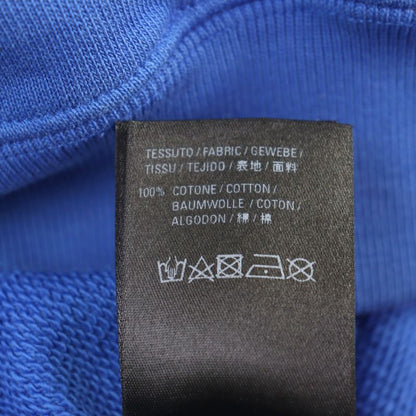 TESSUTO / FABRIC / GEWEBE /
TISSU / TEJIDO / 表地 / 面料
100% COTONE / COTTON /
BAUMWOLLE / COTON /
ALGODON / 綿 / 棉